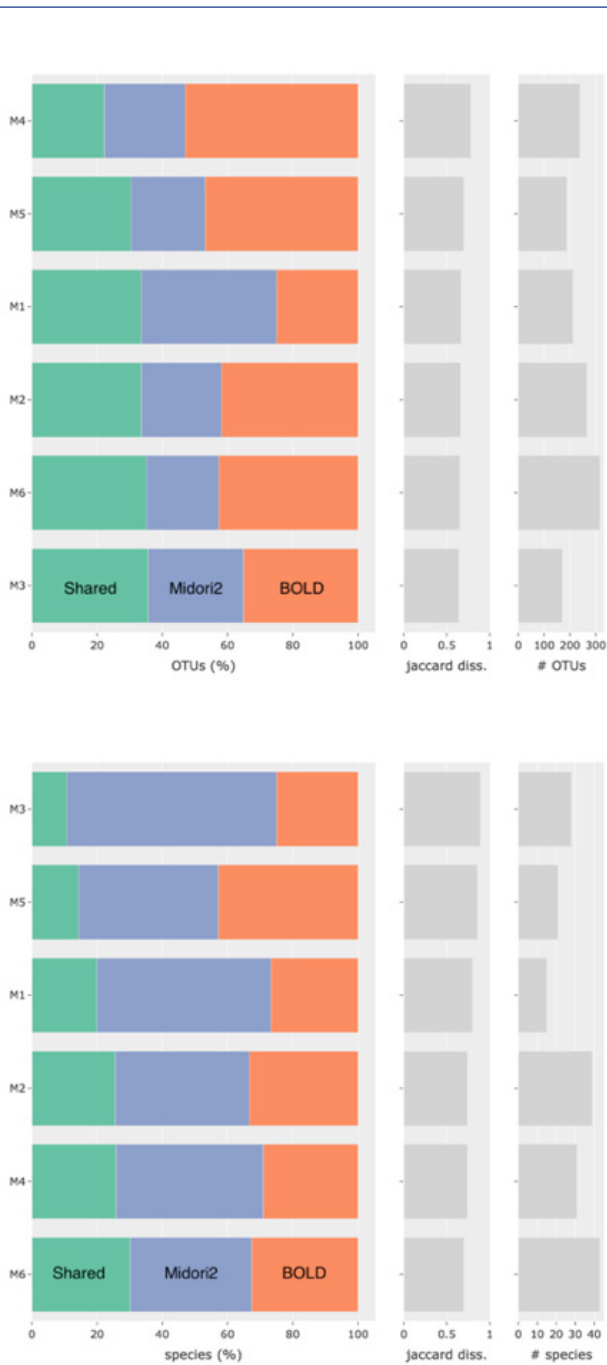 M4
M5
M1
M2
M6
M3
Shared Midori2 BOLD
0 20 40 60 80 100
OTUs (%)
0 0.5 1
jaccard diss.
0 100 200 300
# OTUs
M3
M5
M1
M2
M4
M6
Shared Midori2 BOLD
0 20 40 60 80 100
species (%)
0 0.5 1
jaccard diss.
0 10 20 30 40
# species